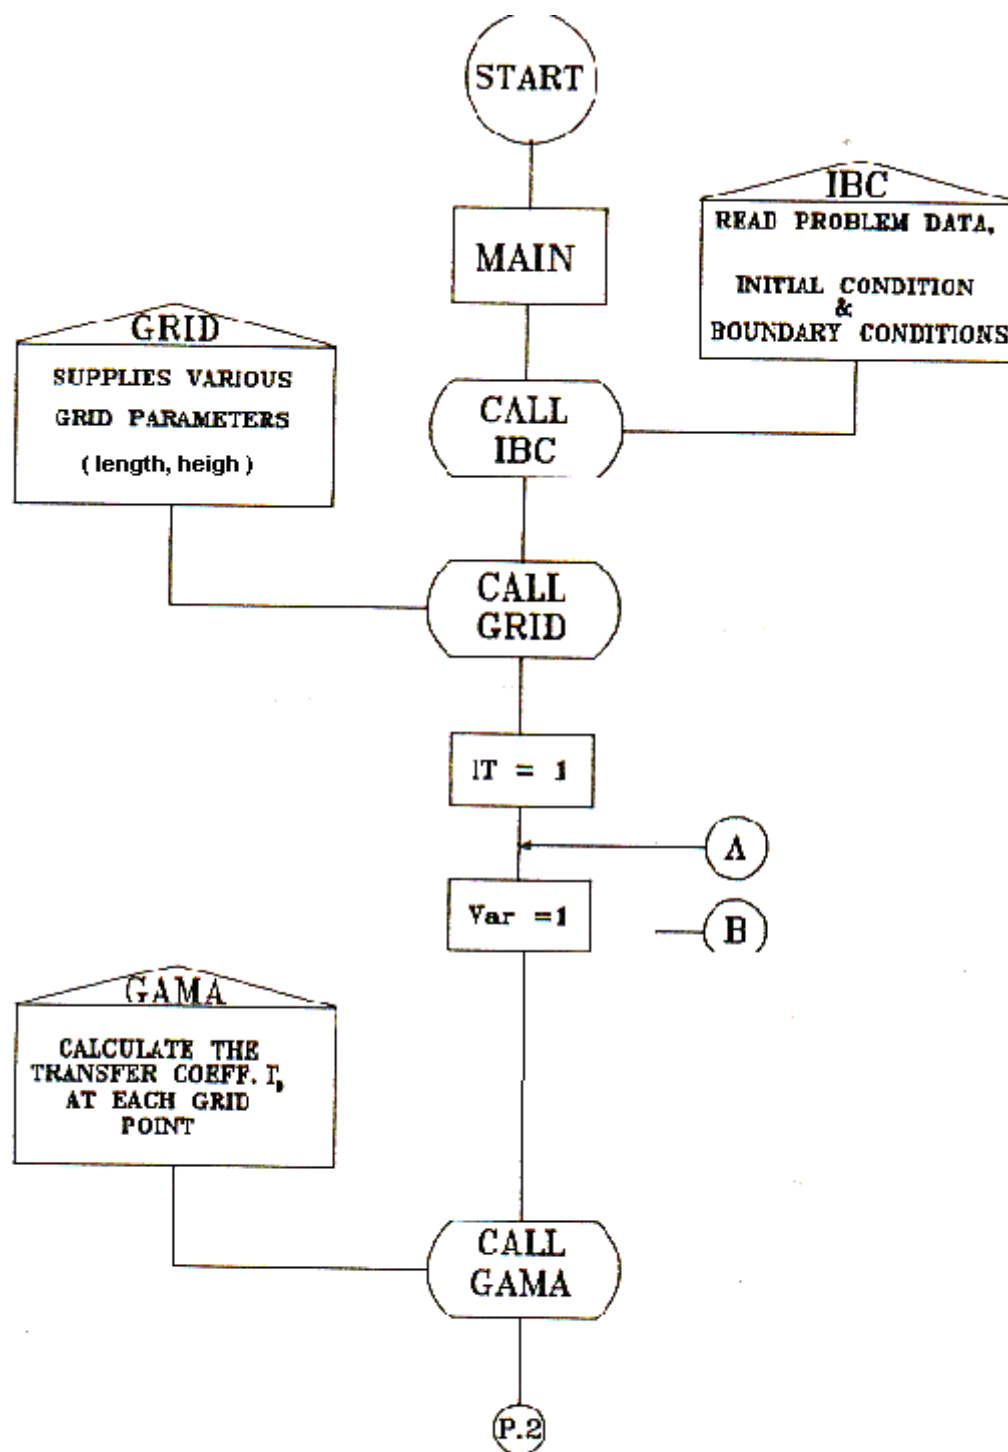 START
MAIN
IBC
READ PROBLEM DATA,
INITIAL CONDITION
&
BOUNDARY CONDITIONS
GRID
SUPPLIES VARIOUS
GRID PARAMETERS
( length, heigh )
CALL
IBC
CALL
GRID
IT = 1
A
Var =1
B
GAMA
CALCULATE THE
TRANSFER COEFF. Γ,
AT EACH GRID
POINT
CALL
GAMA
P.2